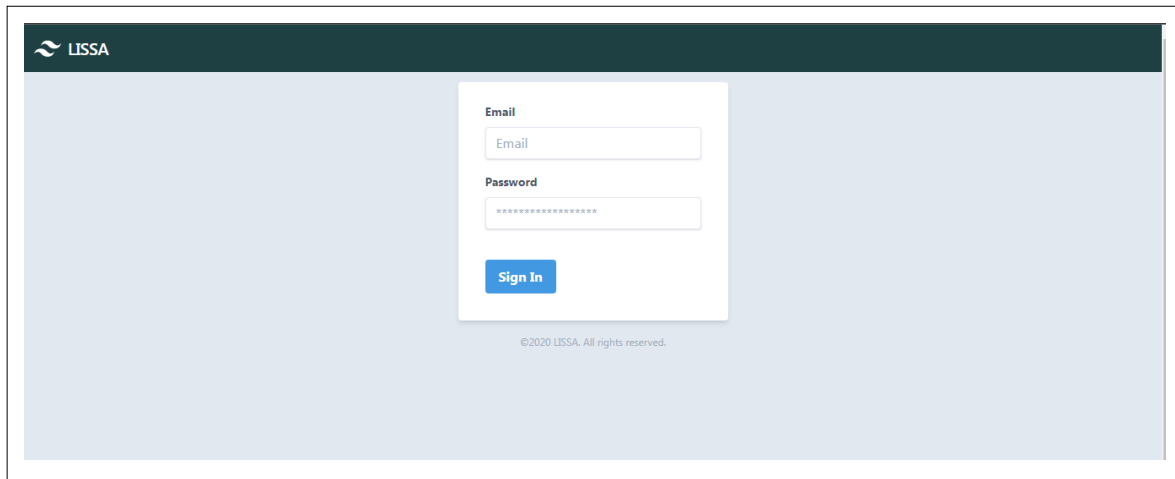 LISSA
Email
Email
Password
******************
Sign In
©2020 LISSA. All rights reserved.